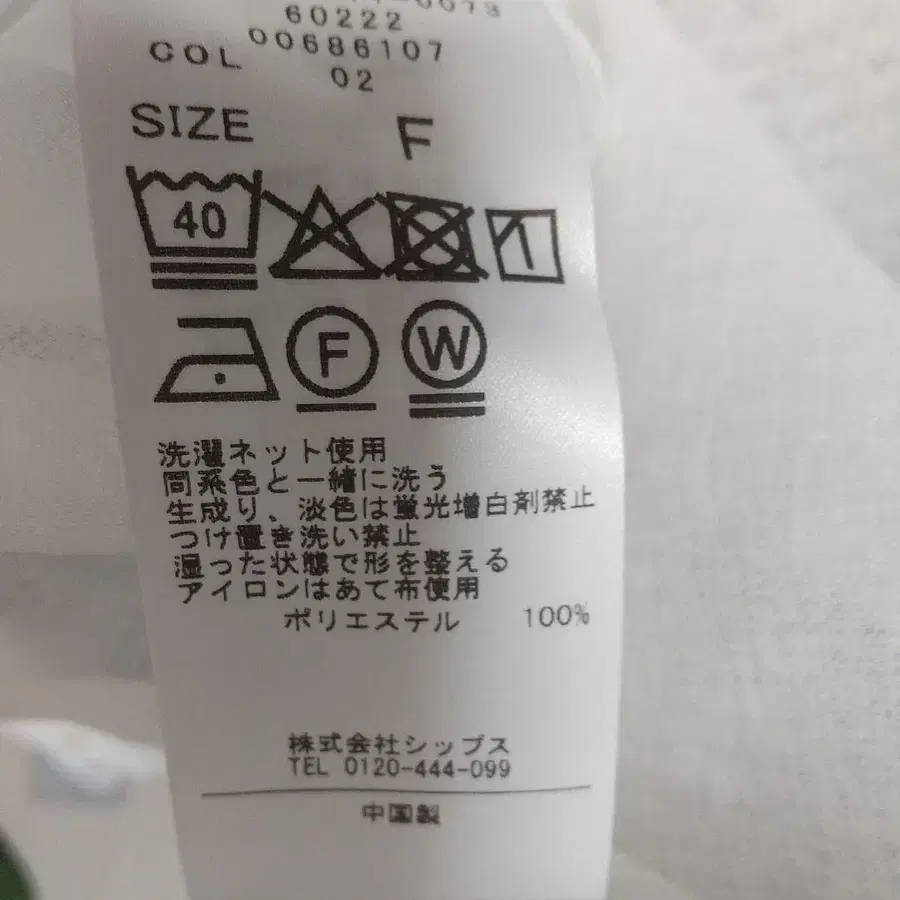 60222
00686107
COL 02
SIZE F
40
F W
洗濯ネット使用
同系色と一緒に洗う
生成り、淡色は蛍光増白剤禁止
つけ置き洗い禁止
湿った状態で形を整える
アイロンはあて布使用
ポリエステル 100%
株式会社シップス
TEL 0120-444-099
中国製